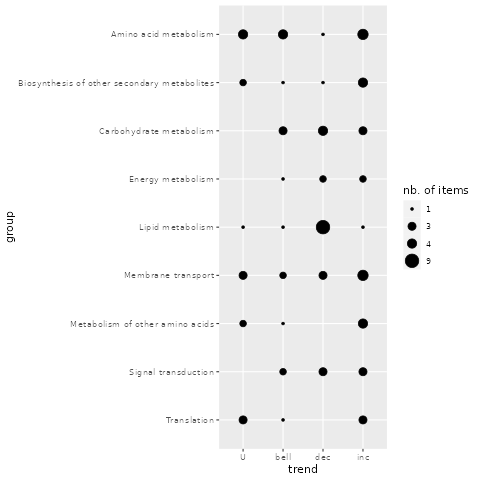 Amino acid metabolism
Biosynthesis of other secondary metabolites
Carbohydrate metabolism
Energy metabolism
Lipid metabolism
Membrane transport
Metabolism of other amino acids
Signal transduction
Translation
group
U bell dec inc
trend
nb. of items
1
3
4
9